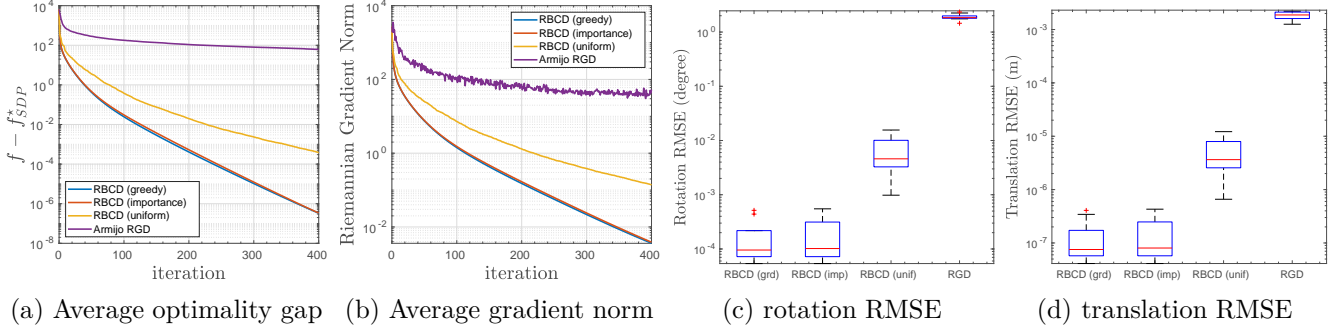 f − f*SDP
10^4
10^2
10^0
10^-2
10^-4
10^-6
10^-8
0
100
200
300
400
iteration
RBCD (greedy)
RBCD (importance)
RBCD (uniform)
Armijo RGD
(a) Average optimality gap
Riemannian Gradient Norm
10^4
10^2
10^0
10^-2
0
100
200
300
400
iteration
RBCD (greedy)
RBCD (importance)
RBCD (uniform)
Armijo RGD
(b) Average gradient norm
Rotation RMSE (degree)
10^0
10^-1
10^-2
10^-3
10^-4
RBCD (grd)
RBCD (imp)
RBCD (unif)
RGD
(c) rotation RMSE
Translation RMSE (m)
10^-3
10^-4
10^-5
10^-6
10^-7
RBCD (grd)
RBCD (imp)
RBCD (unif)
RGD
(d) translation RMSE